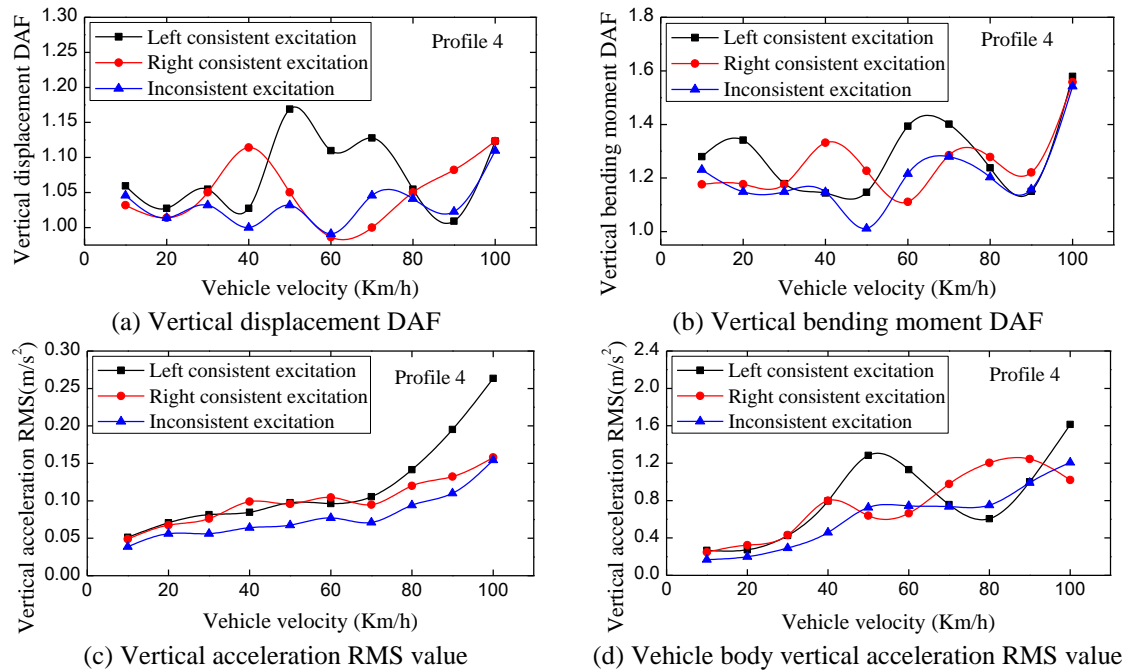 1.30
1.25
1.20
1.15
1.10
1.05
1.00
Vertical displacement DAF
Left consistent excitation
Right consistent excitation
Inconsistent excitation
Profile 4
0 20 40 60 80 100
Vehicle velocity (Km/h)
(a) Vertical displacement DAF
1.8
1.6
1.4
1.2
1.0
Vertical bending moment DAF
Left consistent excitation
Right consistent excitation
Inconsistent excitation
Profile 4
0 20 40 60 80 100
Vehicle velocity (Km/h)
(b) Vertical bending moment DAF
0.30
0.25
0.20
0.15
0.10
0.05
0.00
Vertical acceleration RMS(m/s²)
Left consistent excitation
Right consistent excitation
Inconsistent excitation
Profile 4
0 20 40 60 80 100
Vehicle velocity (Km/h)
(c) Vertical acceleration RMS value
2.4
2.0
1.6
1.2
0.8
0.4
0.0
Vertical acceleration RMS(m/s²)
Left consistent excitation
Right consistent excitation
Inconsistent excitation
Profile 4
0 20 40 60 80 100
Vehicle velocity (Km/h)
(d) Vehicle body vertical acceleration RMS value